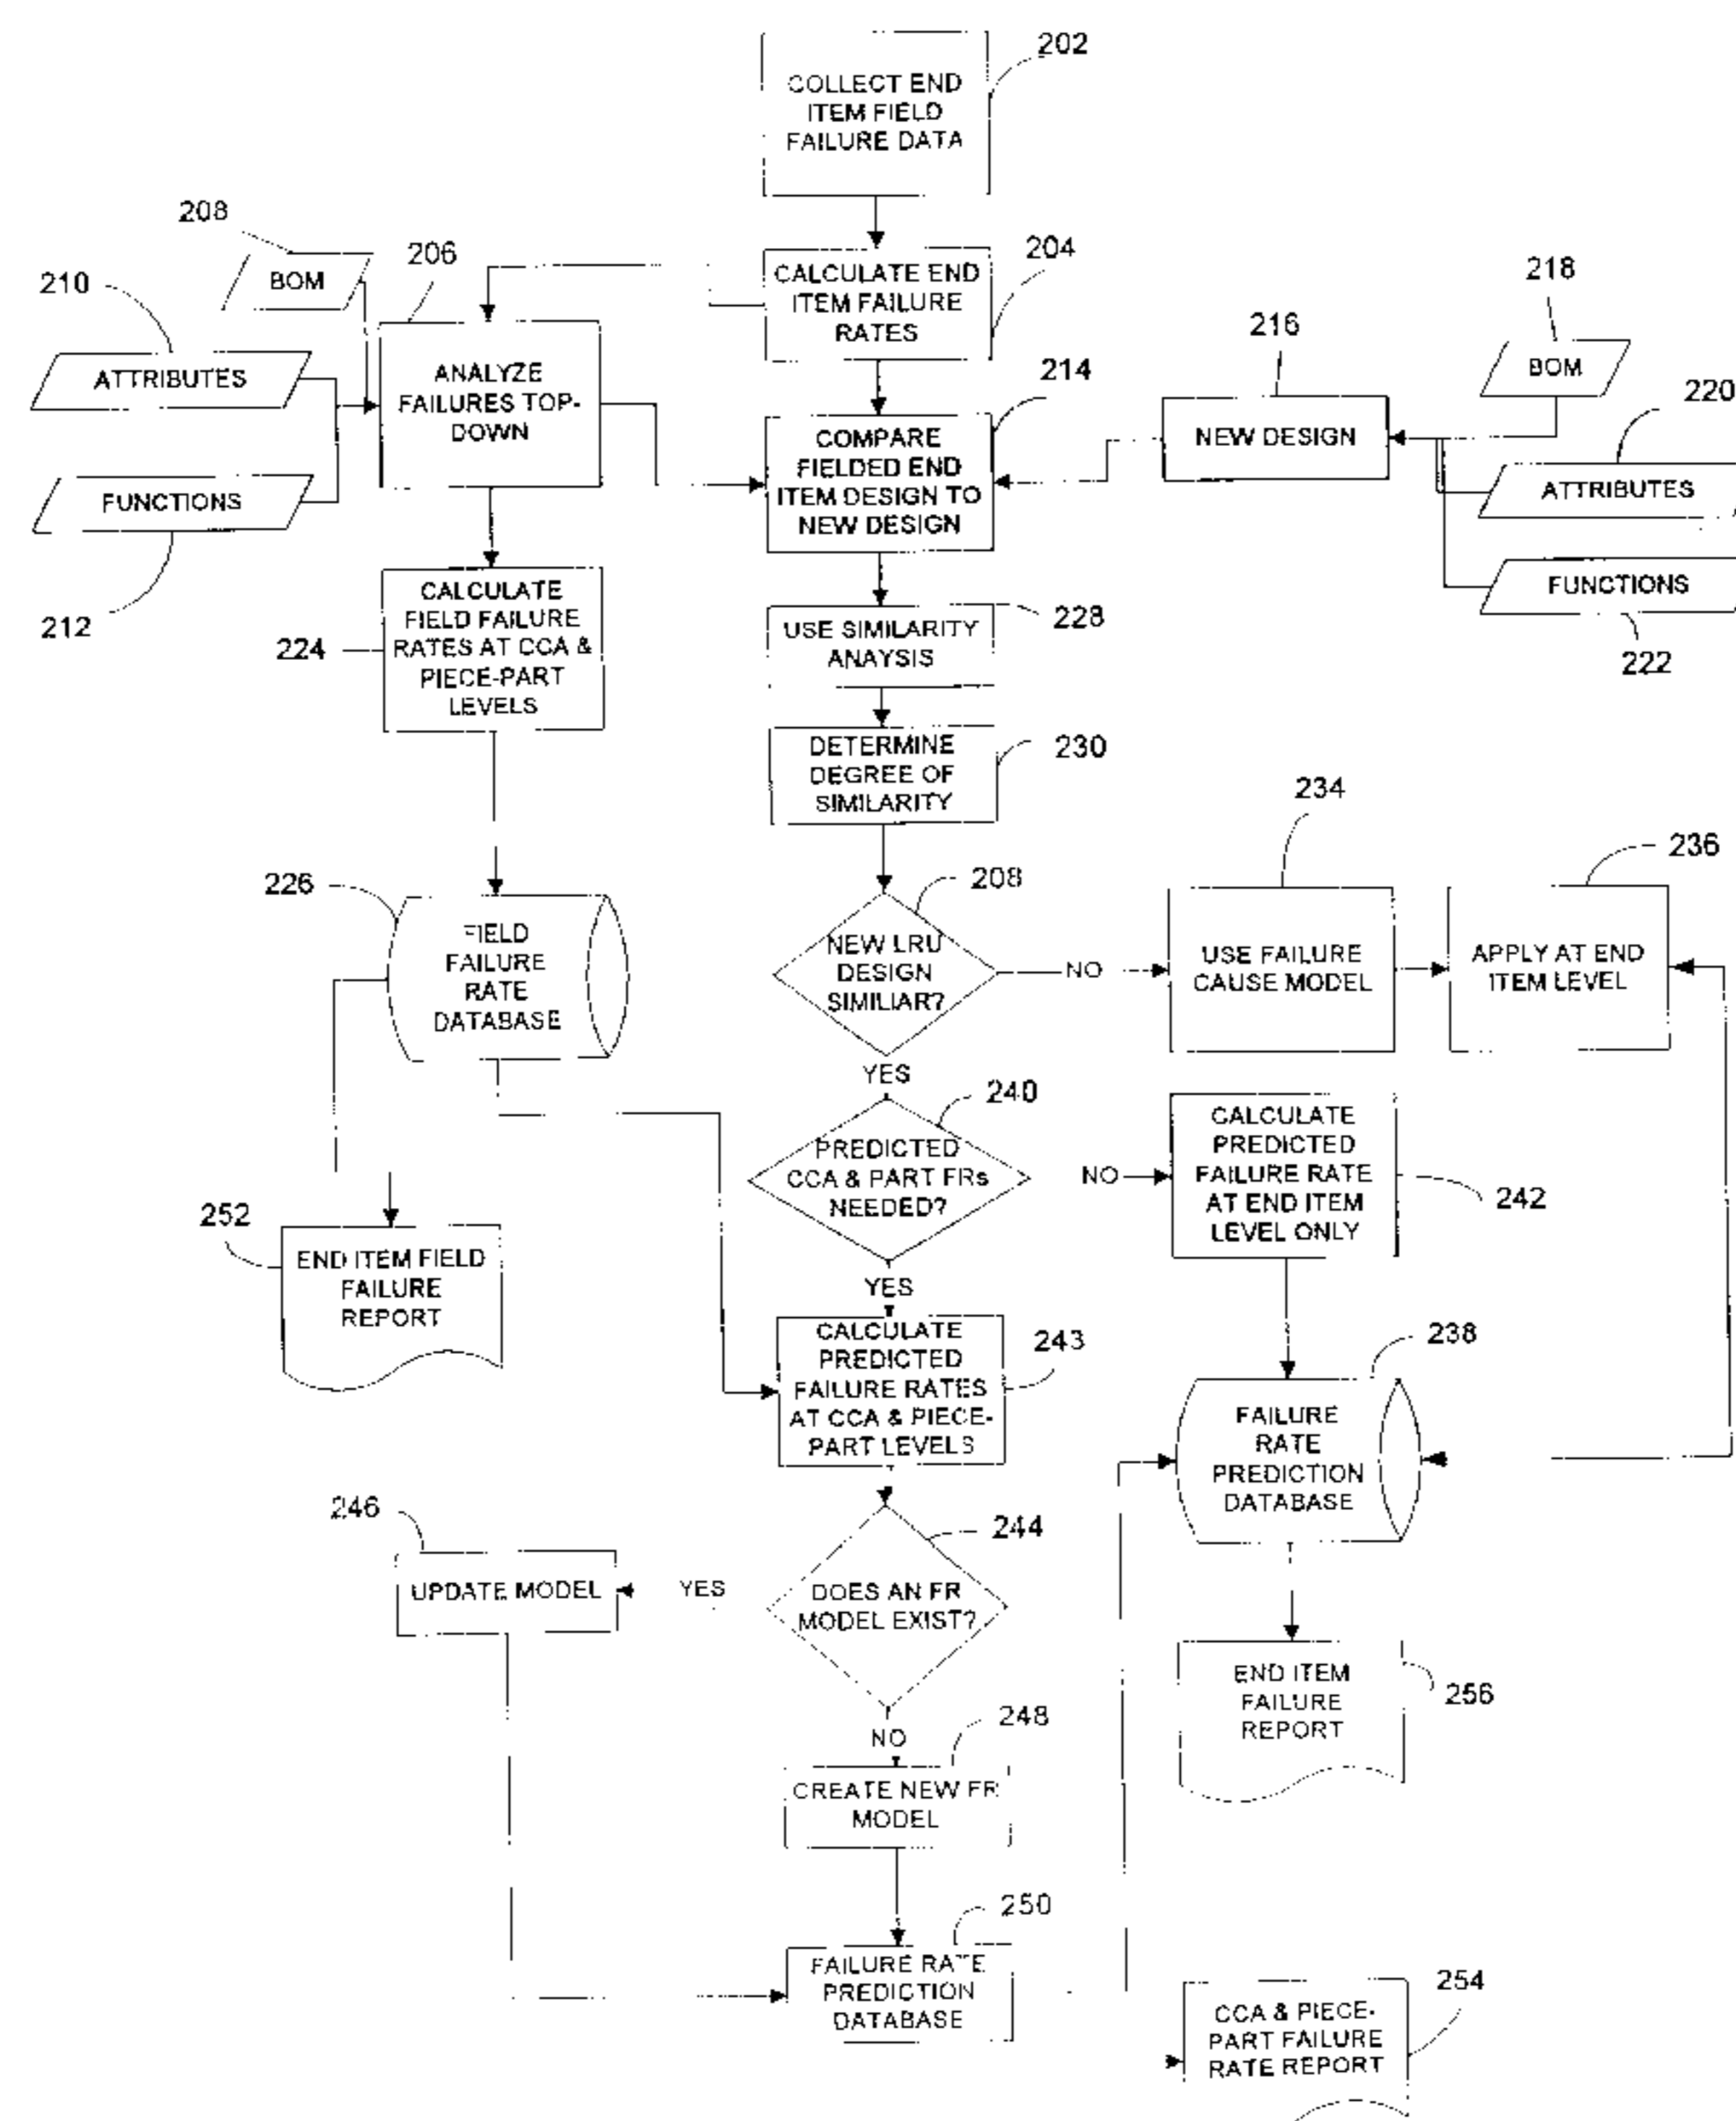 202
COLLECT END
ITEM FIELD
FAILURE DATA
208
BOM
206
204
CALCULATE END
ITEM FAILURE
RATES
210
ATTRIBUTES
ANALYZE
FAILURES TOP-
DOWN
FUNCTIONS
212
214
COMPARE
FIELDED END
ITEM DESIGN TO
NEW DESIGN
216
NEW DESIGN
218
BOM
220
ATTRIBUTES
FUNCTIONS
222
224
CALCULATE
FIELD FAILURE
RATES AT CCA &
PIECE-PART
LEVELS
228
USE SIMILARITY
ANAYSIS
230
DETERMINE
DEGREE OF
SIMILARITY
226
FIELD
FAILURE
RATE
DATABASE
208
NEW LRU
DESIGN
SIMILIAR?
NO
234
USE FAILURE
CAUSE MODEL
236
APPLY AT END
ITEM LEVEL
YES
240
PREDICTED
CCA & PART FRs
NEEDED?
NO
CALCULATE
PREDICTED
FAILURE RATE
AT END ITEM
LEVEL ONLY
242
252
END ITEM FIELD
FAILURE
REPORT
YES
CALCULATE
PREDICTED
FAILURE RATES
AT CCA & PIECE-
PART LEVELS
243
238
FAILURE
RATE
PREDICTION
DATABASE
246
UPDATE MODEL
YES
244
DOES AN FR
MODEL EXIST?
END ITEM
FAILURE
REPORT
256
NO
248
CREATE NEW FR
MODEL
250
FAILURE RATE
PREDICTION
DATABASE
254
CCA & PIECE-
PART FAILURE
RATE REPORT